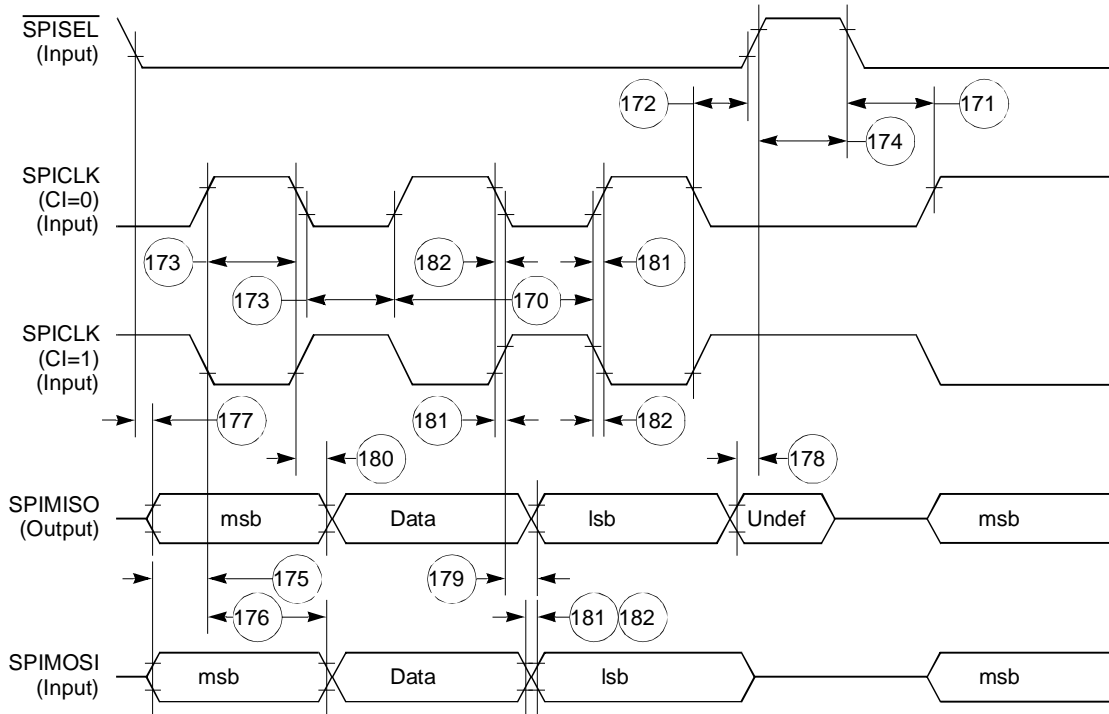 SPISEL
(Input)
172
171
174
SPICLK
(CI=0)
(Input)
173
182
181
173
170
SPICLK
(CI=1)
(Input)
177
181
182
180
178
SPIMISO
(Output)
msb
Data
lsb
Undef
msb
175
179
176
181
182
SPIMOSI
(Input)
msb
Data
lsb
msb